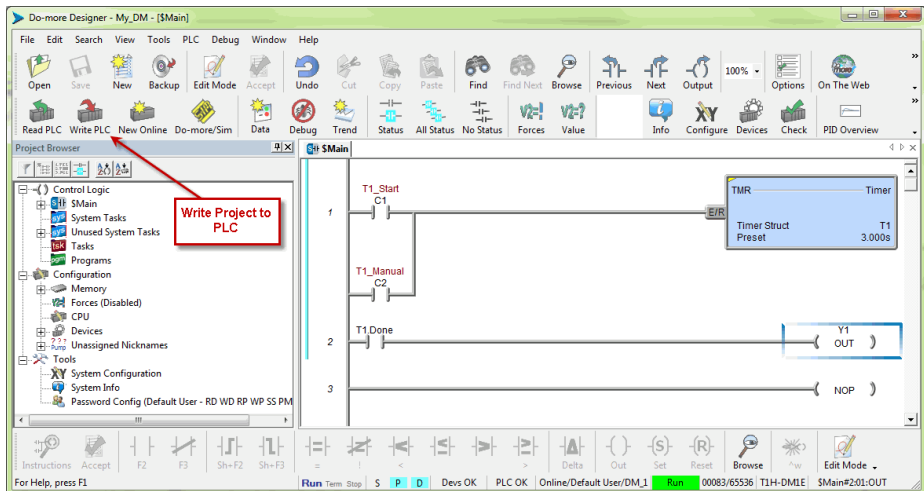 Do-more Designer - My_DM - [$Main]
File Edit Search View Tools PLC Debug Window Help
Open Save New Backup Edit Mode Accept Undo Cut Copy Paste Find Find Next Browse Previous Next Output 100% Options On The Web
Read PLC Write PLC New Online Do-more/Sim Data Debug Trend Status All Status No Status Forces Value Info Configure Devices Check PID Overview
Project Browser
$Main
Control Logic
$Main
System Tasks
Unused System Tasks
Tasks
Programs
Configuration
Memory
Forces (Disabled)
CPU
Devices
Unassigned Nicknames
Tools
System Configuration
System Info
Password Config (Default User - RD WD RP WP SS PM
Write Project to
PLC
T1_Start
C1
1
E/R
TMR Timer
Timer Struct T1
Preset 3.000s
T1_Manual
C2
T1.Done
Y1
2
OUT
3
NOP
Instructions Accept F2 F3 Sh+F2 Sh+F3 = ! < > Delta Out Set Reset Browse ^w Edit Mode
For Help, press F1
Run Term Stop S P D Devs OK PLC OK Online/Default User/DM_1 Run 00083/65536 T1H-DM1E $Main#2:01:OUT